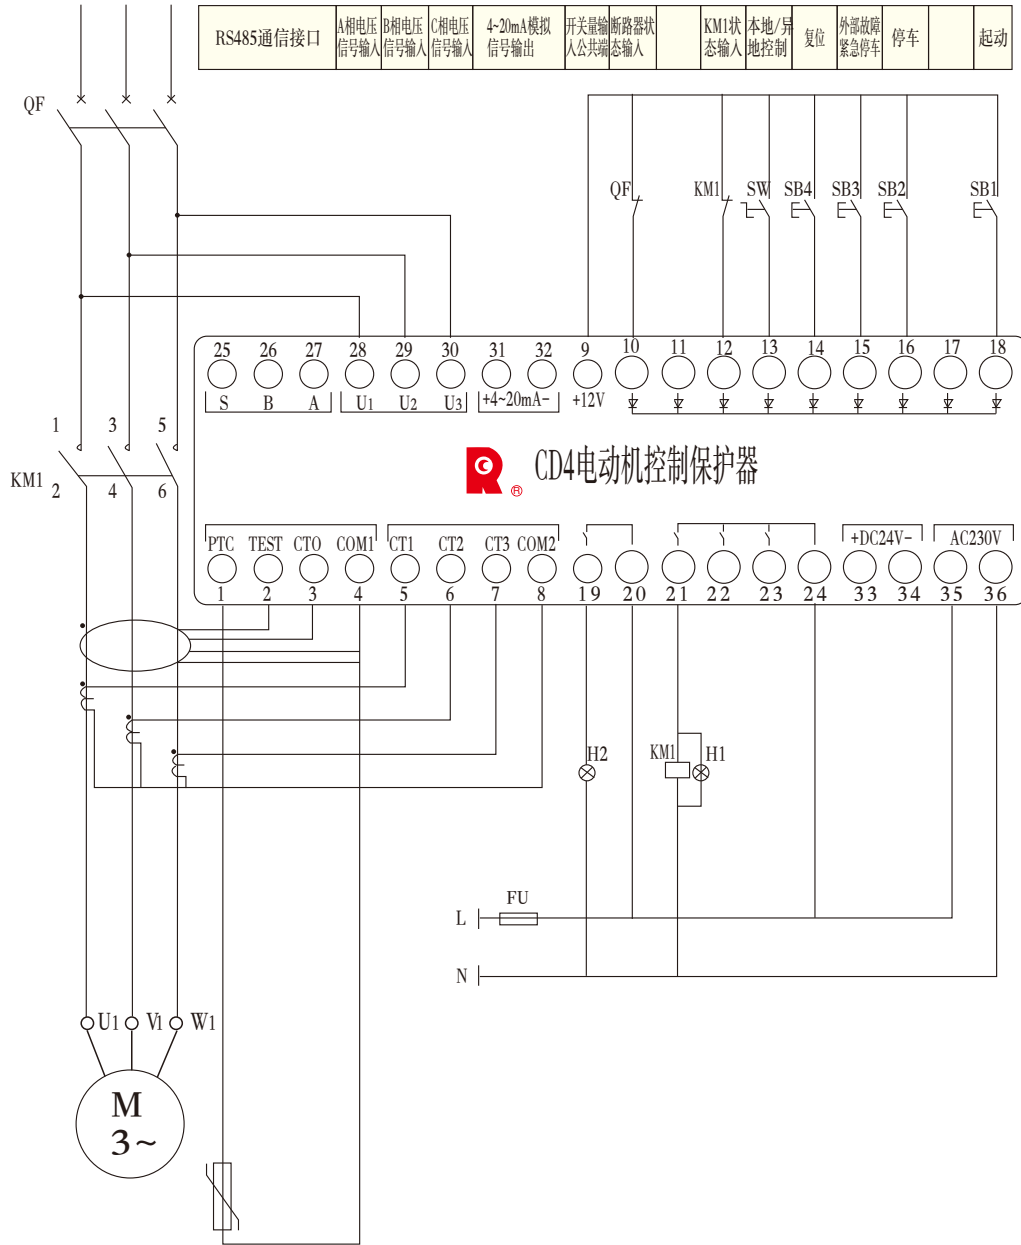 RS485通信接口
A相电压
信号输入
B相电压
信号输入
C相电压
信号输入
4~20mA模拟
信号输出
开关量输
入公共端
断路器状
态输入
KM1状
态输入
本地/异
地控制
复位
外部故障
紧急停车
停车
起动
QF
QF KM1 SW SB4 SB3 SB2 SB1
25 26 27 28 29 30 31 32 9 10 11 12 13 14 15 16 17 18
S B A U1 U2 U3 +4~20mA- +12V
1 3 5
KM1
2 4 6
R ® CD4电动机控制保护器
PTC TEST CTO COM1 CT1 CT2 CT3 COM2 +DC24V- AC230V
1 2 3 4 5 6 7 8 19 20 21 22 23 24 33 34 35 36
H2 KM1 H1
FU
L
N
U1 V1 W1
M
3~